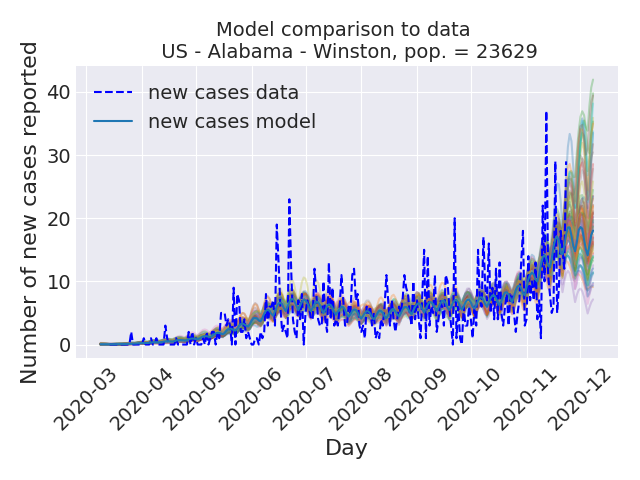 Model comparison to data
US - Alabama - Winston, pop. = 23629
Number of new cases reported
40
30
20
10
0
new cases data
new cases model
2020-03
2020-04
2020-05
2020-06
2020-07
2020-08
2020-09
2020-10
2020-11
2020-12
Day